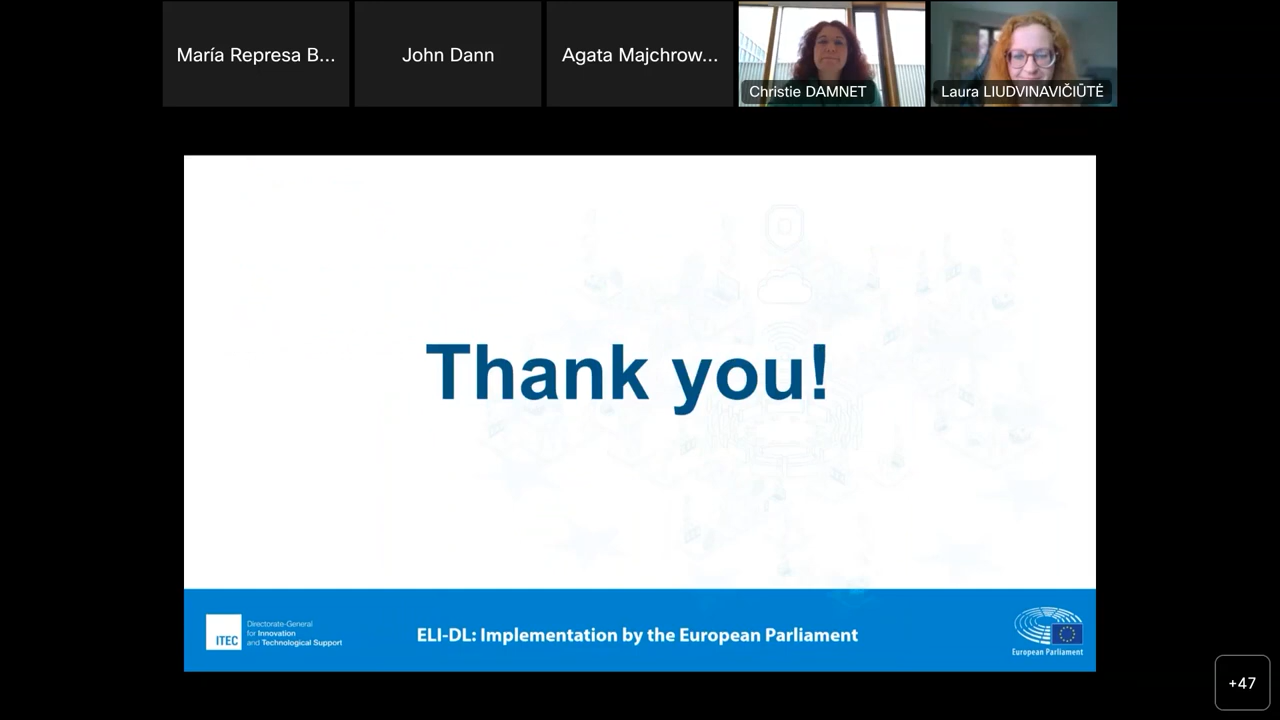 María Represa B...
John Dann
Agata Majchrow...
Christie DAMNET
Laura LIUDVINAVIČIŪTĖ
Thank you!
ITEC
Directorate-General
for Innovation
and Technological Support
ELI-DL: Implementation by the European Parliament
European Parliament
+47